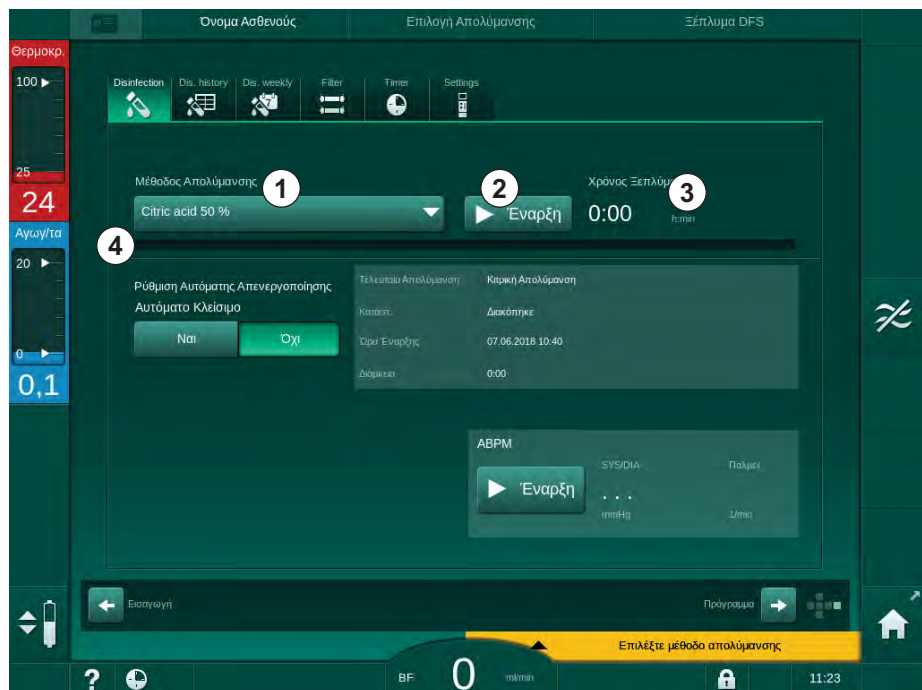 Όνομα Ασθενούς
Επιλογή Απολύμανσης
Ξέπλυμα DFS
Θερμοκρ.
100
25
24
Αγωγ/τα
20
0
0,1
Disinfection
Dis. history
Dis. weekly
Filter
Timer
Settings
7
Μέθοδος Απολύμανσης
1
2
Χρόνος
3
Citric acid 50 %
Έναρξη
0:00
h:min
4
Ρύθμιση Αυτόματης Απενεργοποίησης
Αυτόματο Κλείσιμο
Ναι
Όχι
Τελευταία Απολύμανση
Κιτρική Απολύμανση
Κατάστ.
Διακόπηκε
Ώρα Έναρξης
07.06.2018 10:40
Διάρκεια
0:00
ABPM
Έναρξη
SYS/DIA
Παλμοί
. . .
mmHg
1/min
Εισαγωγή
Πρόγραμμα
Επιλέξτε μέθοδο απολύμανσης
?
BF
0
ml/min
11:23